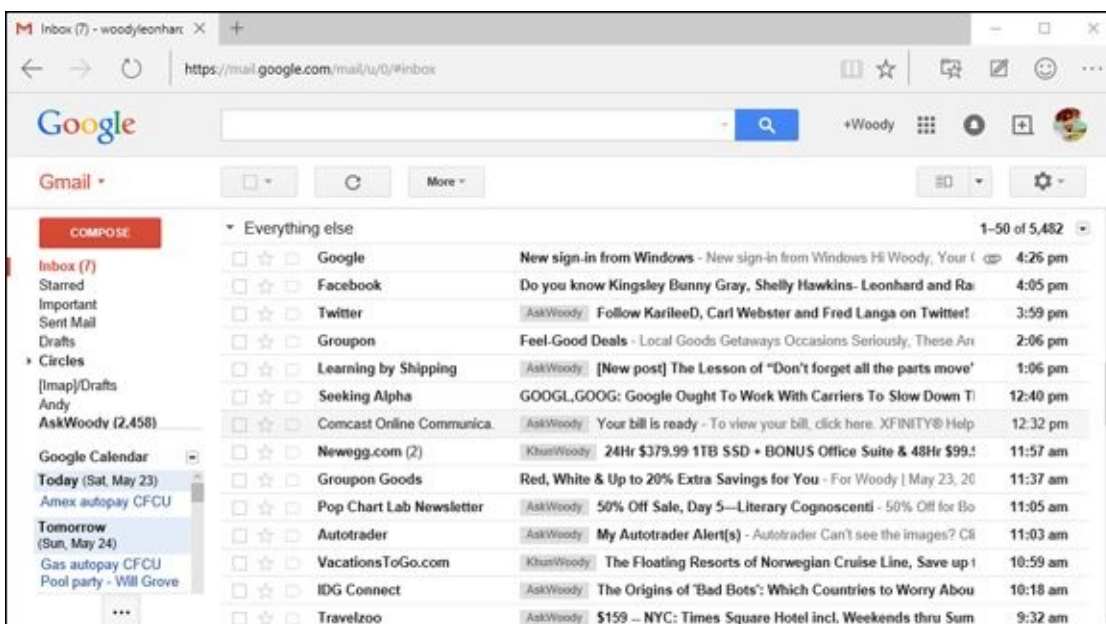 Inbox (7) - woodyleonhar
https://mail.google.com/mail/u/0/#inbox
Google
+Woody
Gmail
More
COMPOSE
Everything else
1–50 of 5,482
Inbox (7)
Starred
Important
Sent Mail
Drafts
Circles
[Imap]/Drafts
Andy
AskWoody (2,458)
Google Calendar
Today (Sat, May 23)
Amex autopay CFCU
Tomorrow
(Sun, May 24)
Gas autopay CFCU
Pool party - Will Grove
Google New sign-in from Windows - New sign-in from Windows Hi Woody, Your 4:26 pm
Facebook Do you know Kingsley Bunny Gray, Shelly Hawkins- Leonhard and Ra 4:05 pm
Twitter AskWoody Follow KarileeD, Carl Webster and Fred Langa on Twitter! 3:59 pm
Groupon Feel-Good Deals - Local Goods Getaways Occasions Seriously, These An 2:06 pm
Learning by Shipping AskWoody [New post] The Lesson of "Don't forget all the parts move" 1:06 pm
Seeking Alpha GOOGL,GOOG: Google Ought To Work With Carriers To Slow Down T 12:40 pm
Comcast Online Communica. AskWoody Your bill is ready - To view your bill, click here. XFINITY® Help 12:32 pm
Newegg.com (2) KhunWoody 24Hr $379.99 1TB SSD + BONUS Office Suite & 48Hr $99. 11:57 am
Groupon Goods Red, White & Up to 20% Extra Savings for You - For Woody | May 23, 20 11:37 am
Pop Chart Lab Newsletter AskWoody 50% Off Sale, Day 5—Literary Cognoscenti - 50% Off for Bo 11:05 am
Autotrader AskWoody My Autotrader Alert(s) - Autotrader Can't see the images? Cli 11:03 am
VacationsToGo.com KhunWoody The Floating Resorts of Norwegian Cruise Line, Save up t 10:59 am
IDG Connect AskWoody The Origins of 'Bad Bots': Which Countries to Worry Abou 10:18 am
Travelzoo AskWoody $159 -- NYC: Times Square Hotel incl. Weekends thru Sum 9:32 am